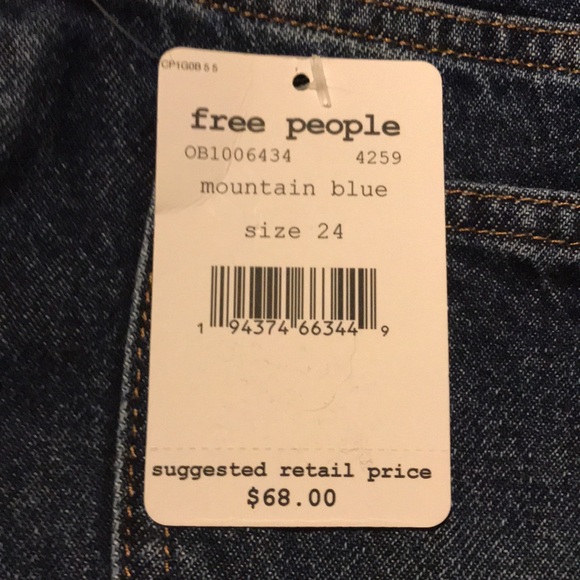 CP1G0B 5 5
free people
OB1006434 4259
mountain blue
size 24
1 94374 66344 9
suggested retail price
$68.00